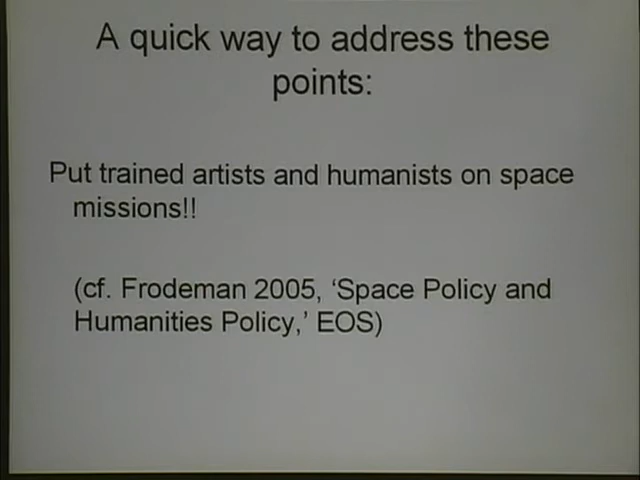 A quick way to address these
points:
Put trained artists and humanists on space
missions!!
(cf. Frodeman 2005, ‘Space Policy and
Humanities Policy,’ EOS)